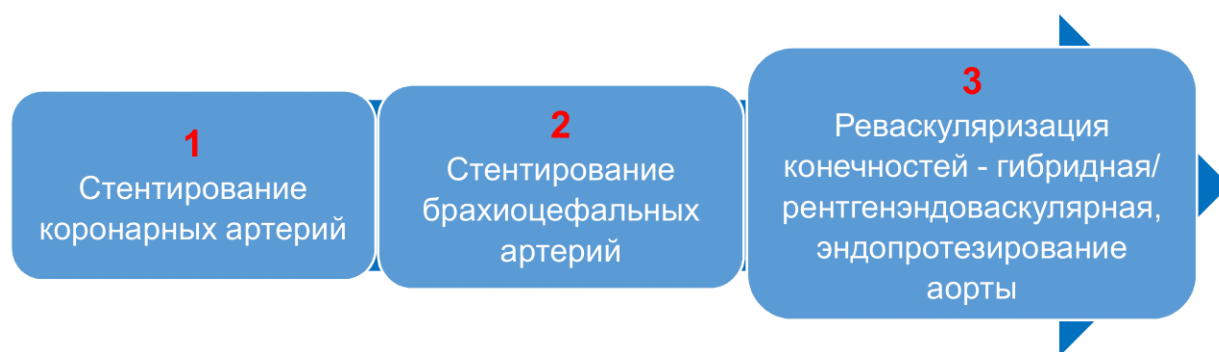 1
Стентирование
коронарных артерий
2
Стентирование
брахиоцефальных
артерий
3
Реваскуляризация
конечностей - гибридная/
рентгенэндоваскулярная,
эндопротезирование
аорты